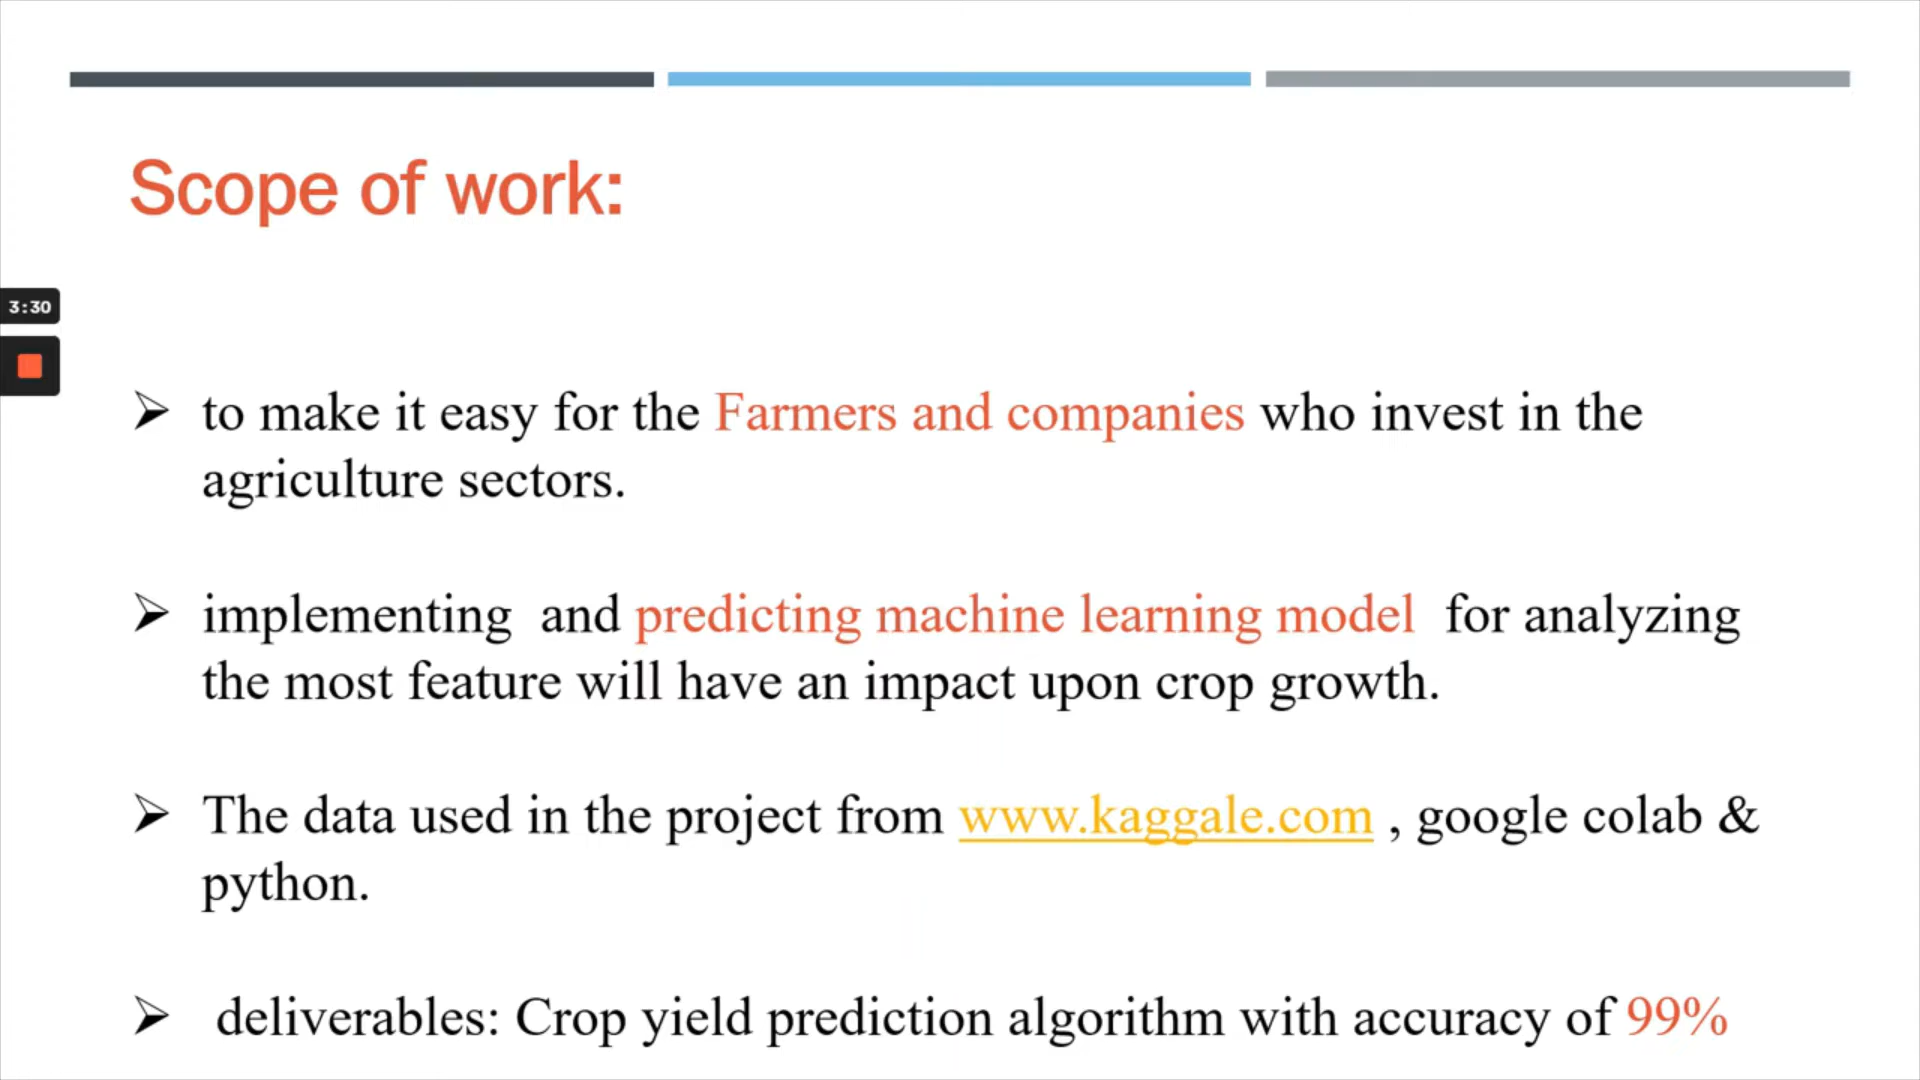 Scope of work:
3:30
to make it easy for the Farmers and companies who invest in the
agriculture sectors.
implementing and predicting machine learning model for analyzing
the most feature will have an impact upon crop growth.
The data used in the project from www.kaggale.com , google colab &
python.
deliverables: Crop yield prediction algorithm with accuracy of 99%